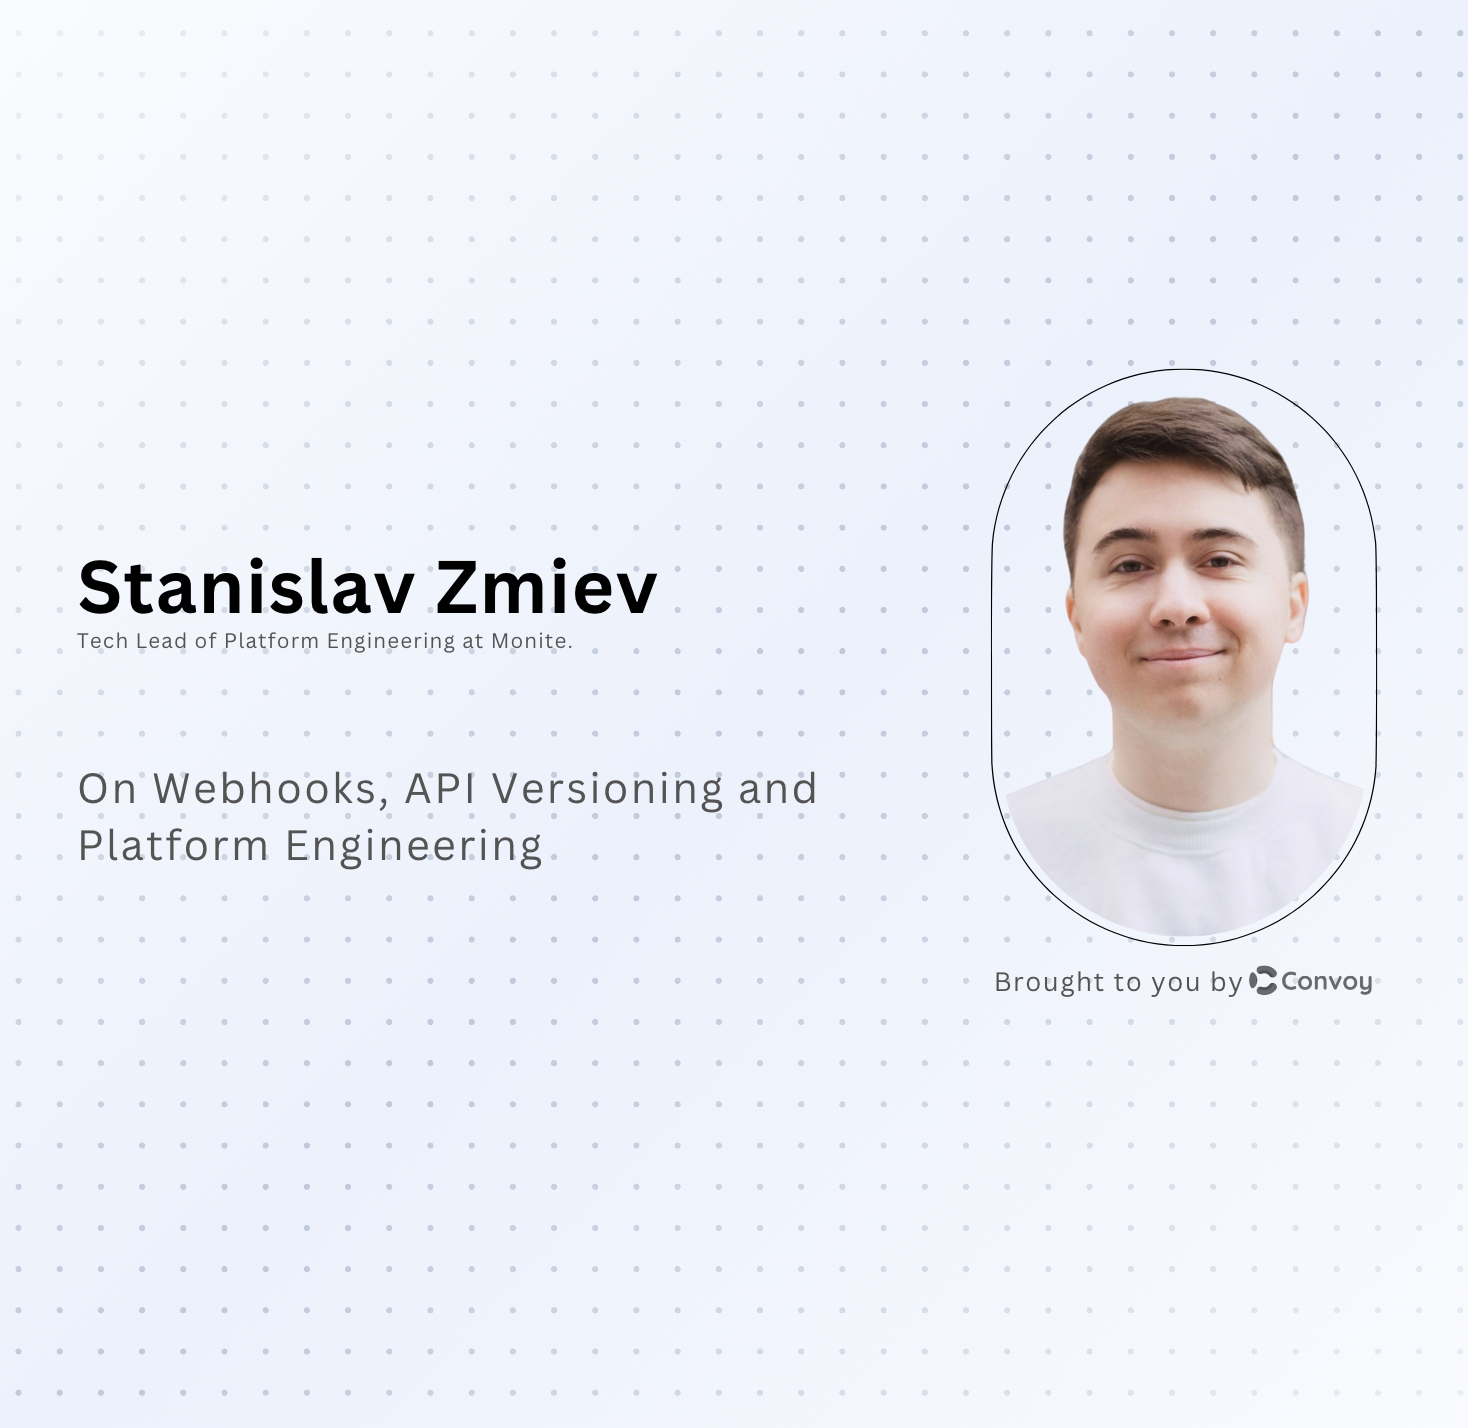 Stanislav Zmiev
Tech Lead of Platform Engineering at Monite.
On Webhooks, API Versioning and
Platform Engineering
Brought to you by Convoy